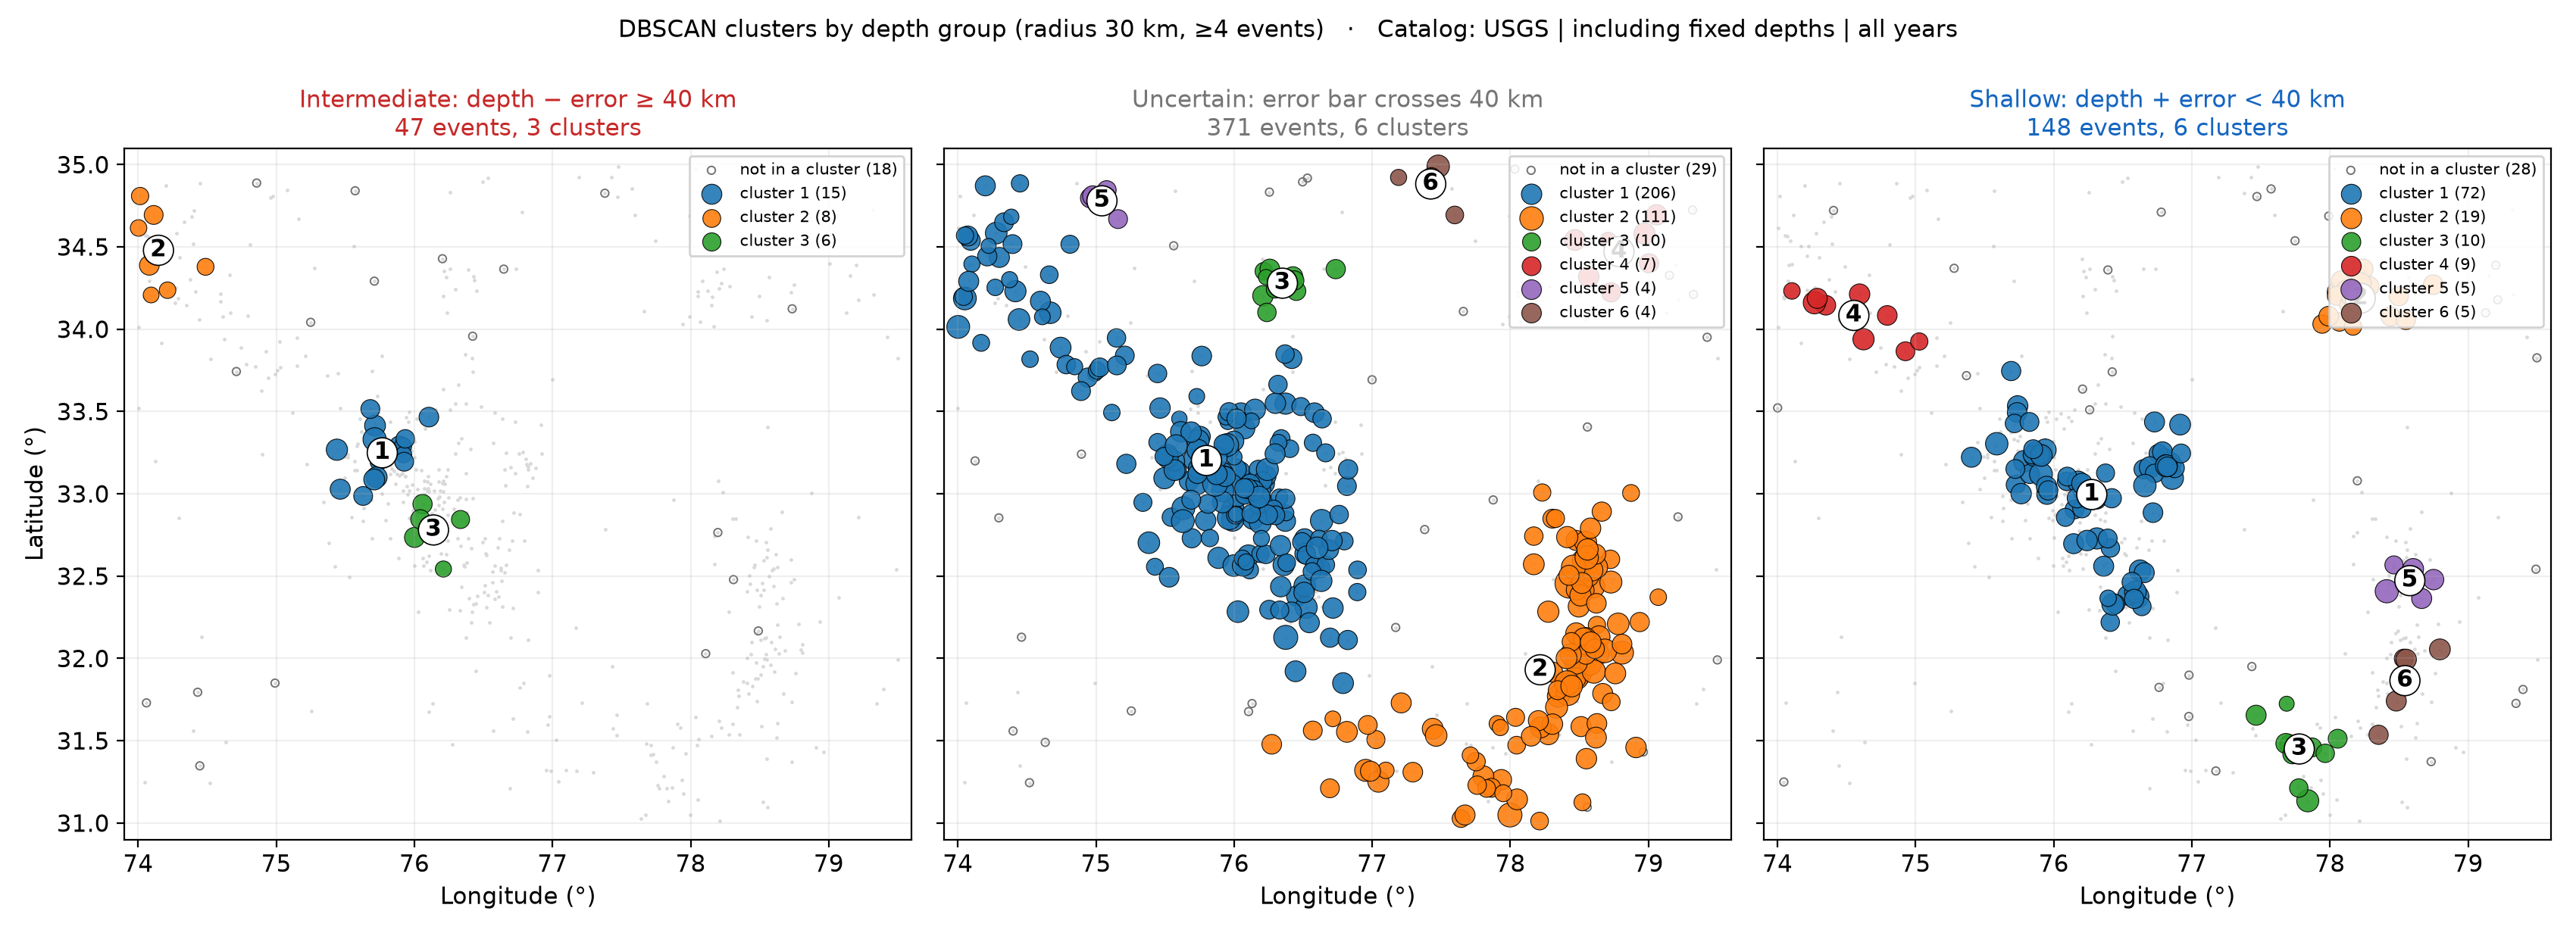 DBSCAN clusters by depth group (radius 30 km, ≥4 events)   ·   Catalog: USGS | including fixed depths | all years
Intermediate: depth − error ≥ 40 km
47 events, 3 clusters
Uncertain: error bar crosses 40 km
371 events, 6 clusters
Shallow: depth + error < 40 km
148 events, 6 clusters
Latitude (°)
35.0
34.5
34.0
33.5
33.0
32.5
32.0
31.5
31.0
not in a cluster (18)
cluster 1 (15)
cluster 2 (8)
cluster 3 (6)
2
1
3
74 75 76 77 78 79
Longitude (°)
not in a cluster (29)
cluster 1 (206)
cluster 2 (111)
cluster 3 (10)
cluster 4 (7)
cluster 5 (4)
cluster 6 (4)
5
6
4
3
1
2
74 75 76 77 78 79
Longitude (°)
not in a cluster (28)
cluster 1 (72)
cluster 2 (19)
cluster 3 (10)
cluster 4 (9)
cluster 5 (5)
cluster 6 (5)
2
4
1
5
6
3
74 75 76 77 78 79
Longitude (°)